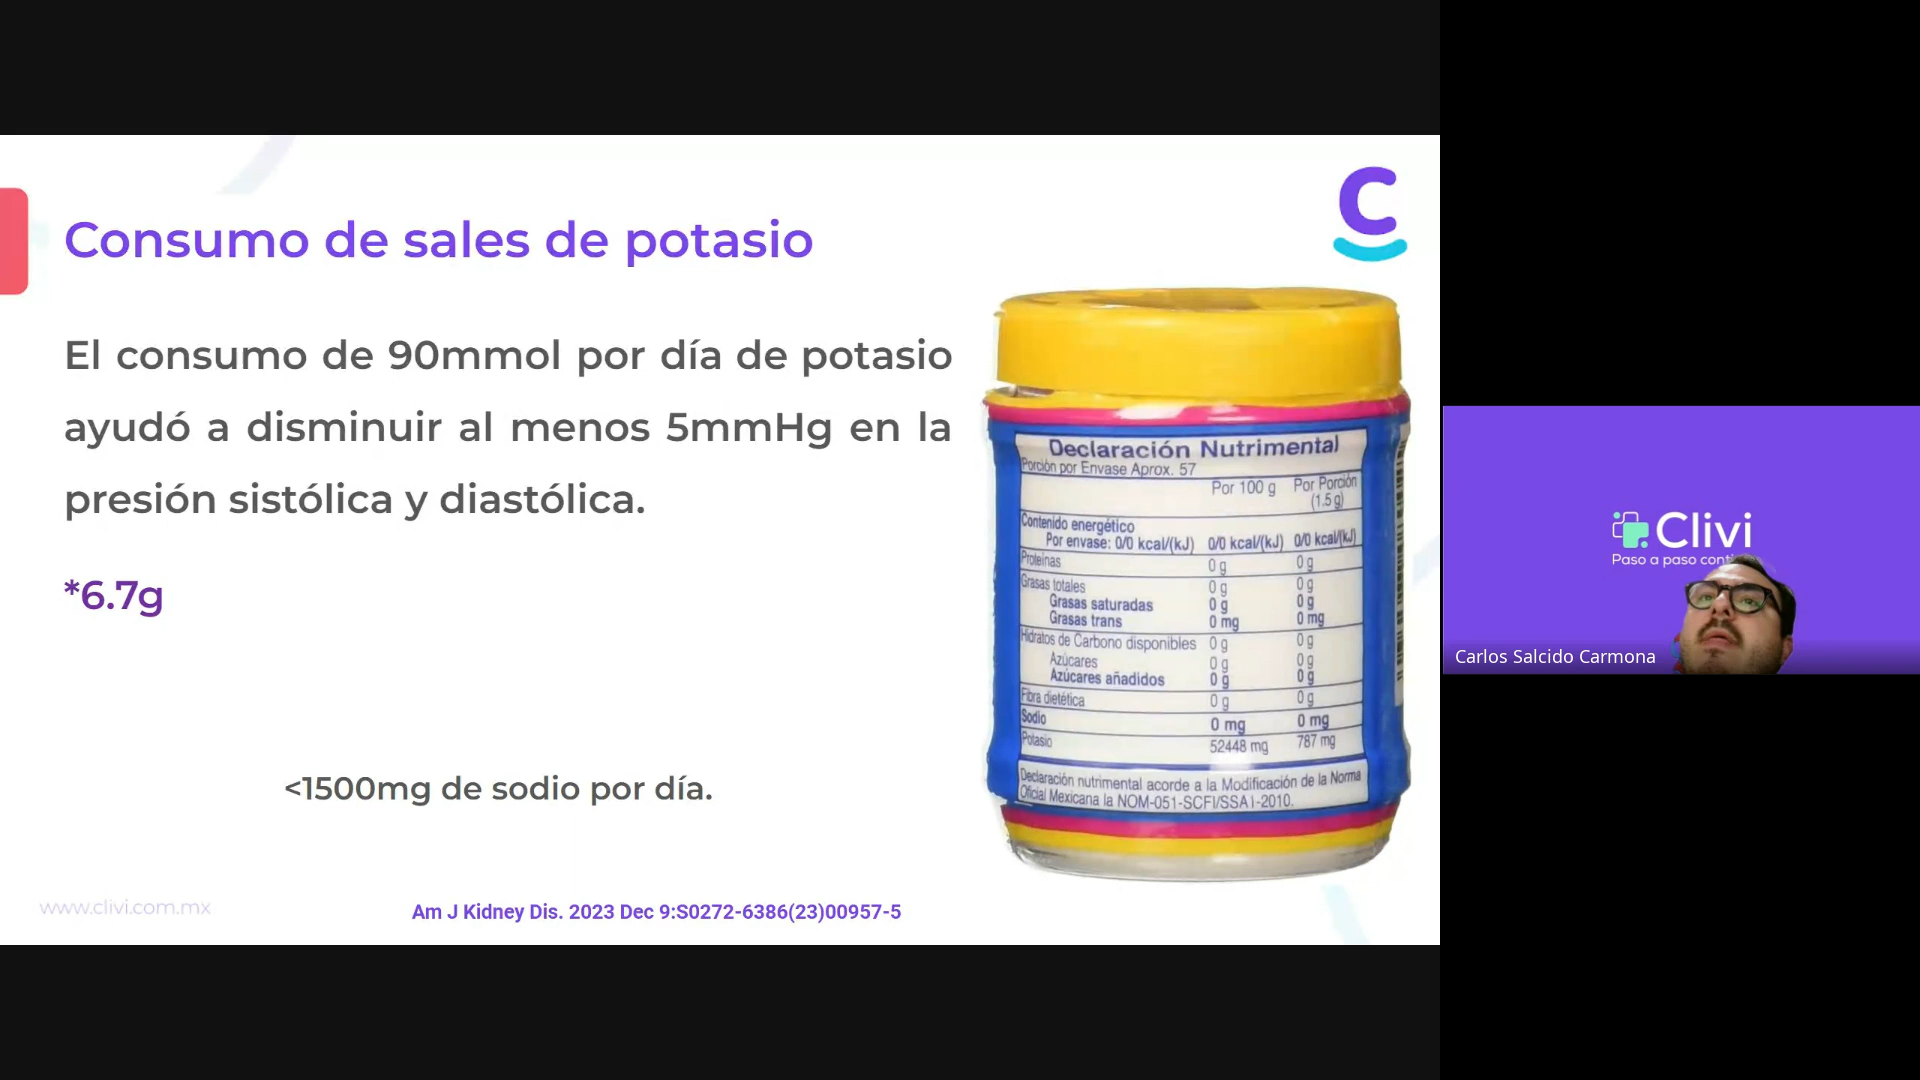 Consumo de sales de potasio
El consumo de 90mmol por día de potasio
ayudó a disminuir al menos 5mmHg en la
presión sistólica y diastólica.
*6.7g
<1500mg de sodio por día.
www.clivi.com.mx
Am J Kidney Dis. 2023 Dec 9:S0272-6386(23)00957-5
Declaración Nutrimental
Porción por Envase Aprox. 57
Por 100 g Por Porción
(1.5 g)
Contenido energético
Por envase: 0/0 kcal/(kJ) 0/0 kcal/(kJ) 0/0 kcal/(kJ)
Proteínas 0 g 0 g
Grasas totales 0 g 0 g
Grasas saturadas 0 g 0 g
Grasas trans 0 mg 0 mg
Hidratos de Carbono disponibles 0 g 0 g
Azúcares 0 g 0 g
Azúcares añadidos 0 g 0 g
Fibra dietética 0 g 0 g
Sodio 0 mg 0 mg
Potasio 52448 mg 787 mg
Declaración nutrimental acorde a la Modificación de la Norma
Oficial Mexicana la NOM-051-SCFI/SSA1-2010.
Clivi
Paso a paso
Carlos Salcido Carmona